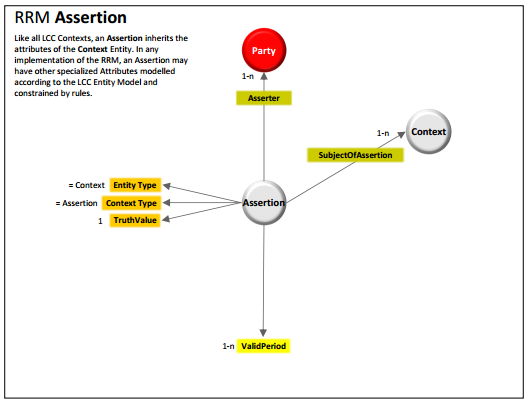 RRM Assertion
Like all LCC Contexts, an Assertion inherits the
attributes of the Context Entity. In any
implementation of the RRM, an Assertion may
have other specialized Attributes modelled
according to the LCC Entity Model and
constrained by rules.
Party
1-n
Asserter
1-n
Context
SubjectOfAssertion
= Context Entity Type
= Assertion Context Type
Assertion
1 TruthValue
1-n ValidPeriod